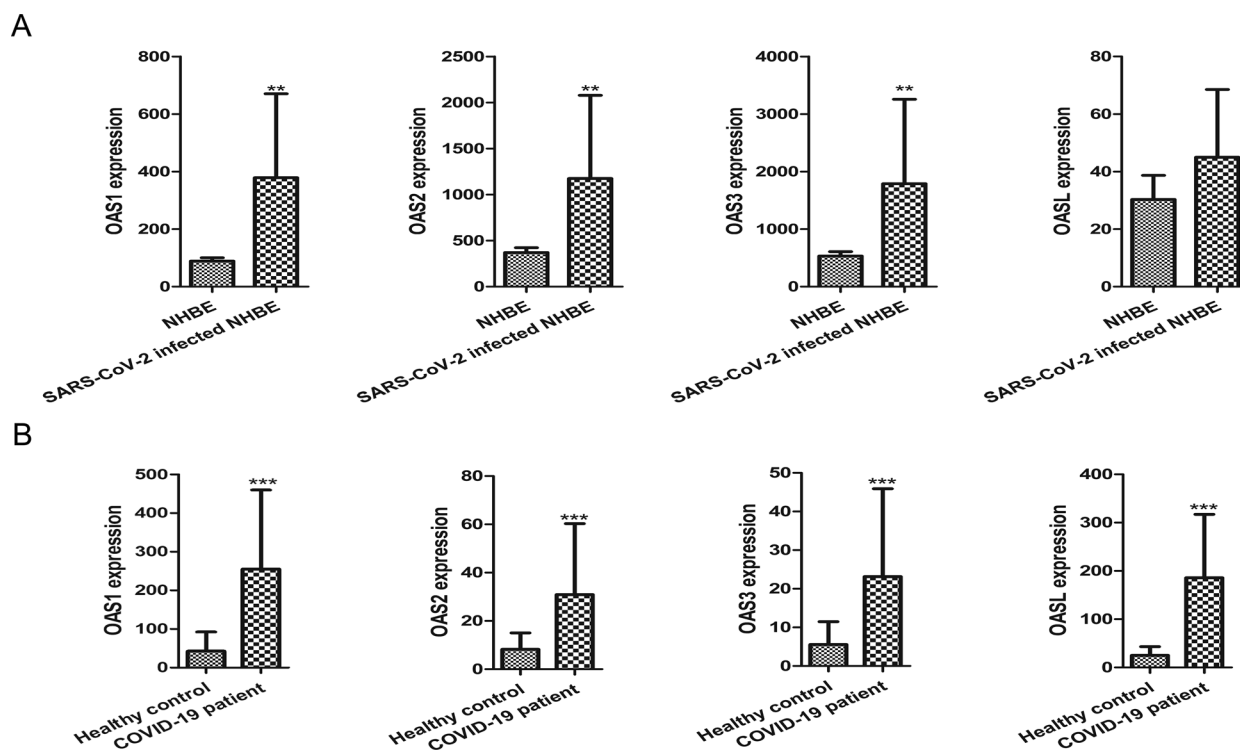 A
OAS1 expression
800
600
400
200
0
**
NHBE
SARS-CoV-2 infected NHBE
OAS2 expression
2500
2000
1500
1000
500
0
**
NHBE
SARS-CoV-2 infected NHBE
OAS3 expression
4000
3000
2000
1000
0
**
NHBE
SARS-CoV-2 infected NHBE
OASL expression
80
60
40
20
0
NHBE
SARS-CoV-2 infected NHBE
B
OAS1 expression
500
400
300
200
100
0
***
Healthy control
COVID-19 patient
OAS2 expression
80
60
40
20
0
***
Healthy control
COVID-19 patient
OAS3 expression
50
40
30
20
10
0
***
Healthy control
COVID-19 patient
OASL expression
400
300
200
100
0
***
Healthy control
COVID-19 patient